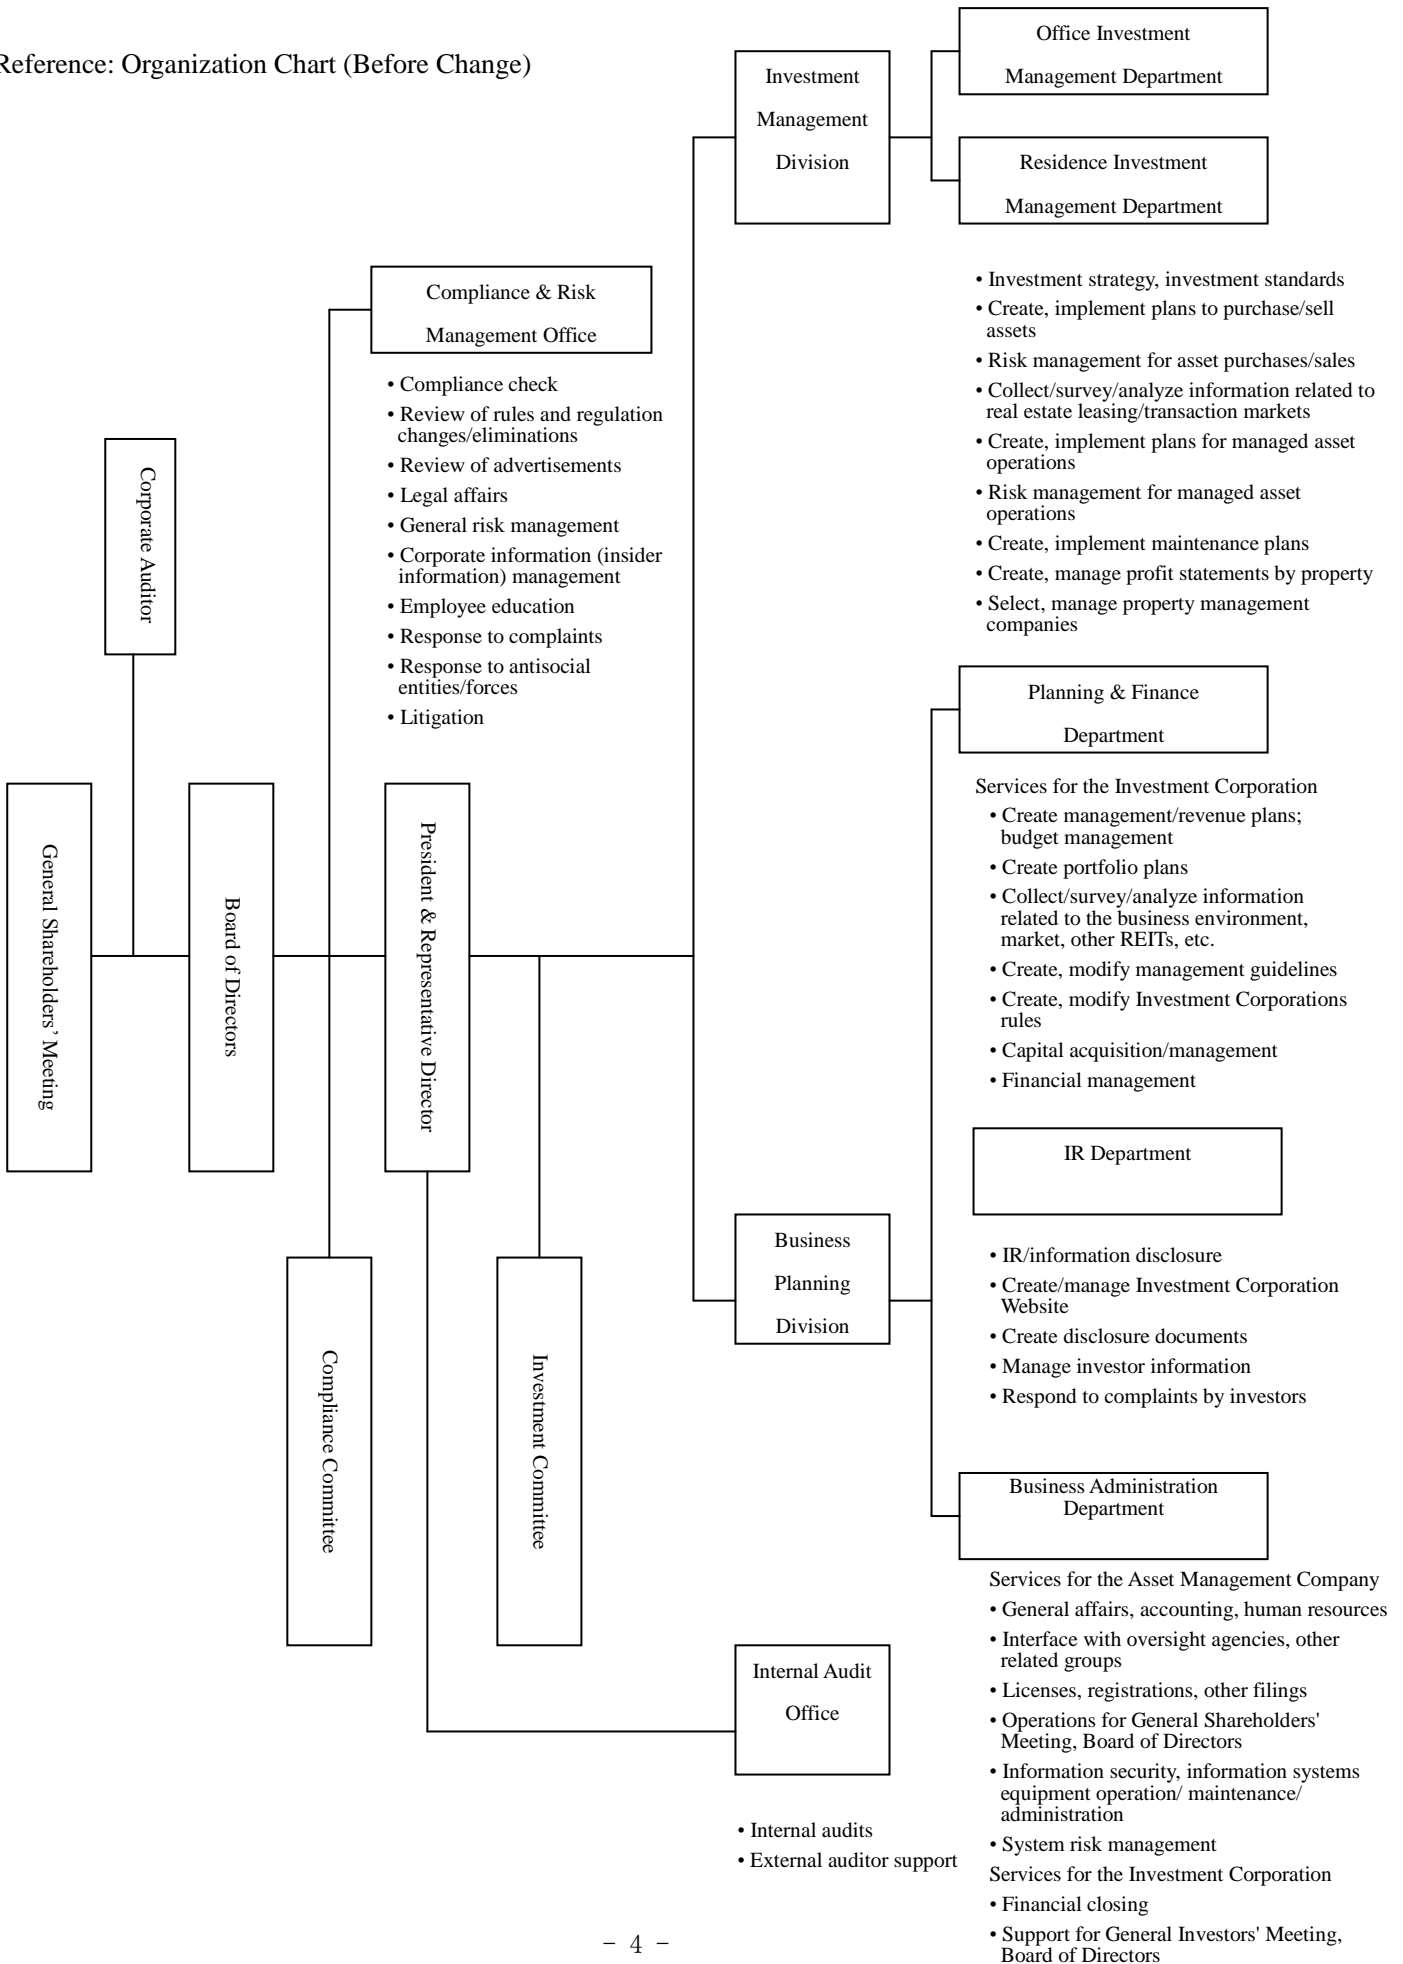 Reference: Organization Chart (Before Change)
Office Investment
Management Department
Investment
Management
Division
Residence Investment
Management Department
• Investment strategy, investment standards
• Create, implement plans to purchase/sell
assets
• Risk management for asset purchases/sales
• Collect/survey/analyze information related to
real estate leasing/transaction markets
• Create, implement plans for managed asset
operations
• Risk management for managed asset
operations
• Create, implement maintenance plans
• Create, manage profit statements by property
• Select, manage property management
companies
Compliance & Risk
Management Office
• Compliance check
• Review of rules and regulation
changes/eliminations
• Review of advertisements
• Legal affairs
• General risk management
• Corporate information (insider
information) management
• Employee education
• Response to complaints
• Response to antisocial
entities/forces
• Litigation
Corporate Auditor
General Shareholders' Meeting
Board of Directors
President & Representative Director
Compliance Committee
Investment Committee
Planning & Finance
Department
Services for the Investment Corporation
• Create management/revenue plans;
budget management
• Create portfolio plans
• Collect/survey/analyze information
related to the business environment,
market, other REITs, etc.
• Create, modify management guidelines
• Create, modify Investment Corporations
rules
• Capital acquisition/management
• Financial management
IR Department
Business
Planning
Division
• IR/information disclosure
• Create/manage Investment Corporation
Website
• Create disclosure documents
• Manage investor information
• Respond to complaints by investors
Business Administration
Department
Services for the Asset Management Company
• General affairs, accounting, human resources
• Interface with oversight agencies, other
related groups
• Licenses, registrations, other filings
• Operations for General Shareholders'
Meeting, Board of Directors
• Information security, information systems
equipment operation/ maintenance/
administration
• System risk management
Services for the Investment Corporation
• Financial closing
• Support for General Investors' Meeting,
Board of Directors
Internal Audit
Office
• Internal audits
• External auditor support
- 4 -